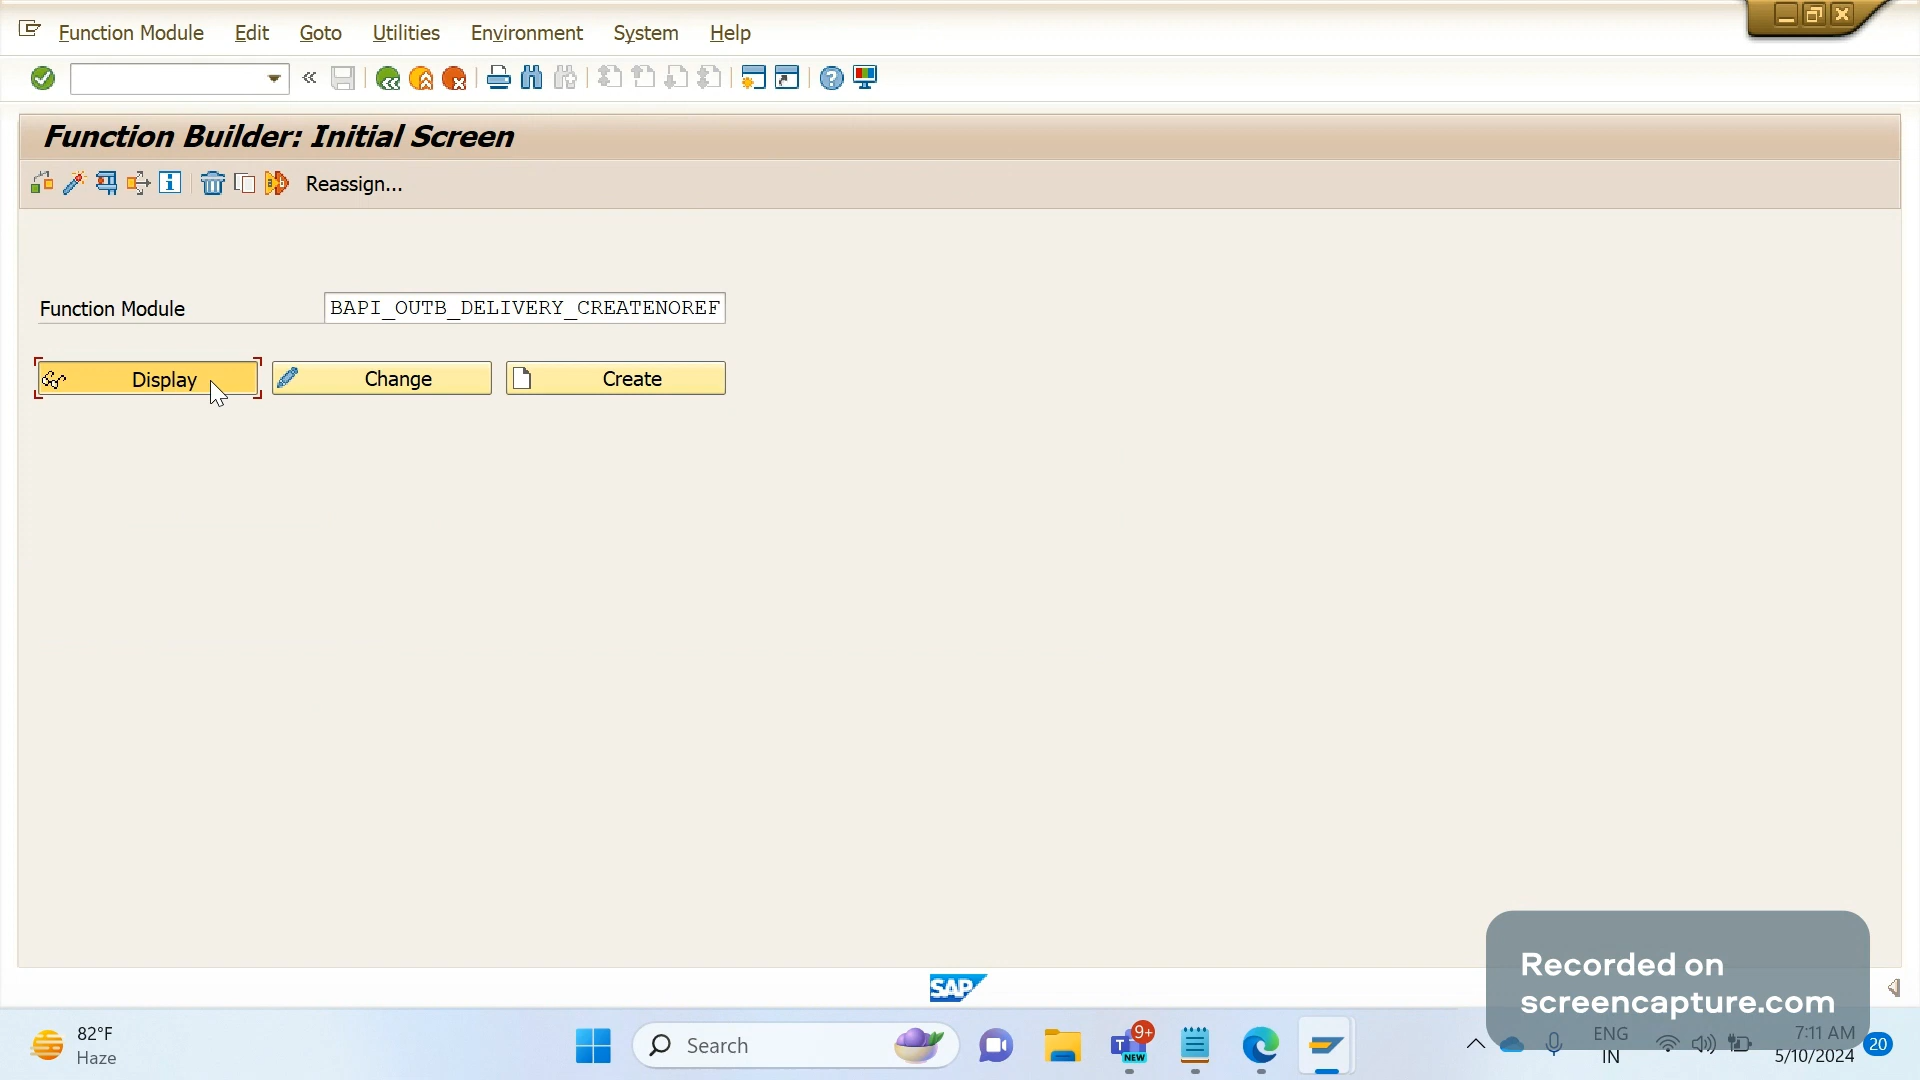 Function Module Edit Goto Utilities Environment System Help
Function Builder: Initial Screen
Reassign...
Function Module BAPI_OUTB_DELIVERY_CREATENOREF
Display Change Create
SAP
Recorded on
screencapture.com
82°F
Haze
Search
9+
T
NEW
ENG
IN
7:11 AM
5/10/2024
20